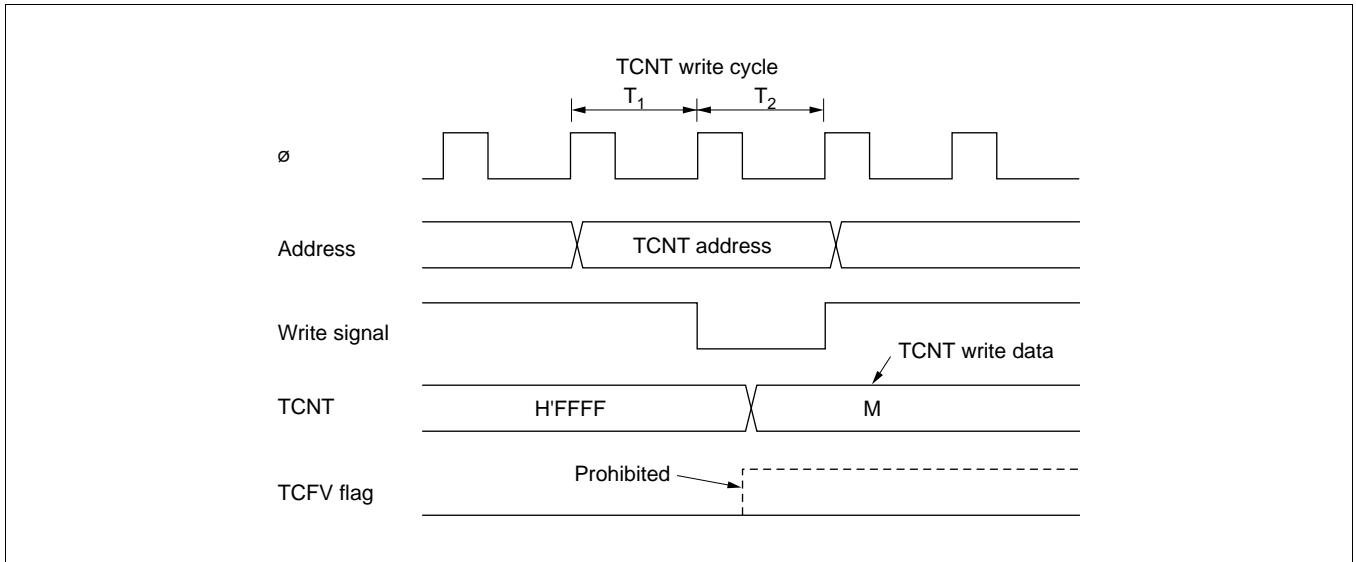 TCNT write cycle
T1 T2
ø
Address TCNT address
Write signal
TCNT write data
TCNT H'FFFF M
Prohibited
TCFV flag